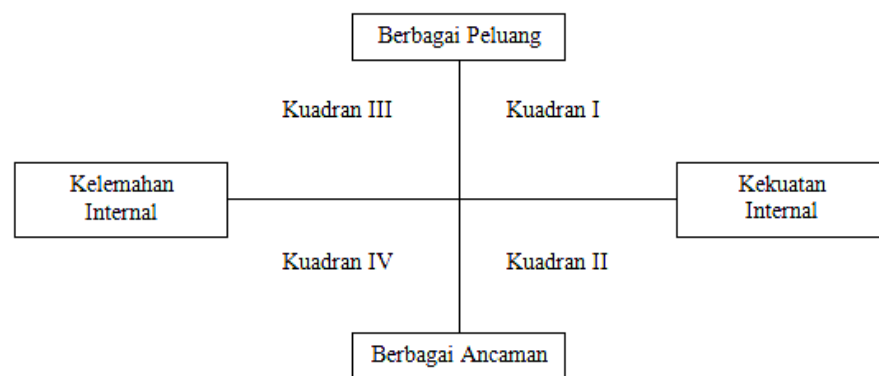 Berbagai Peluang
Kuadran III
Kuadran I
Kelemahan
Internal
Kekuatan
Internal
Kuadran IV
Kuadran II
Berbagai Ancaman